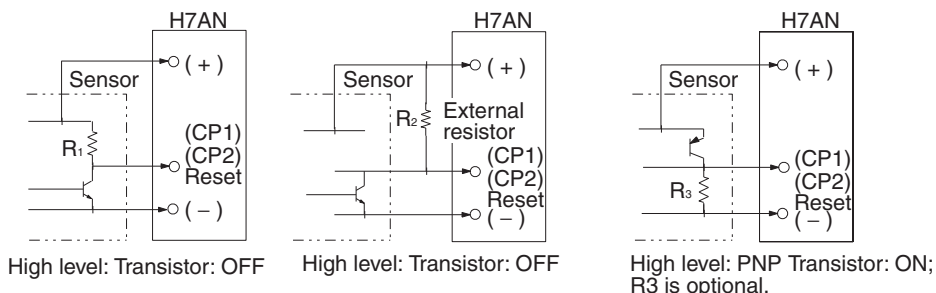 H7AN
( + )
Sensor
R1
(CP1)
(CP2)
Reset
( − )
High level: Transistor: OFF
H7AN
( + )
Sensor
R2
External
resistor
(CP1)
(CP2)
Reset
( − )
High level: Transistor: OFF
H7AN
( + )
Sensor
(CP1)
(CP2)
R3
Reset
( − )
High level: PNP Transistor: ON;
R3 is optional.